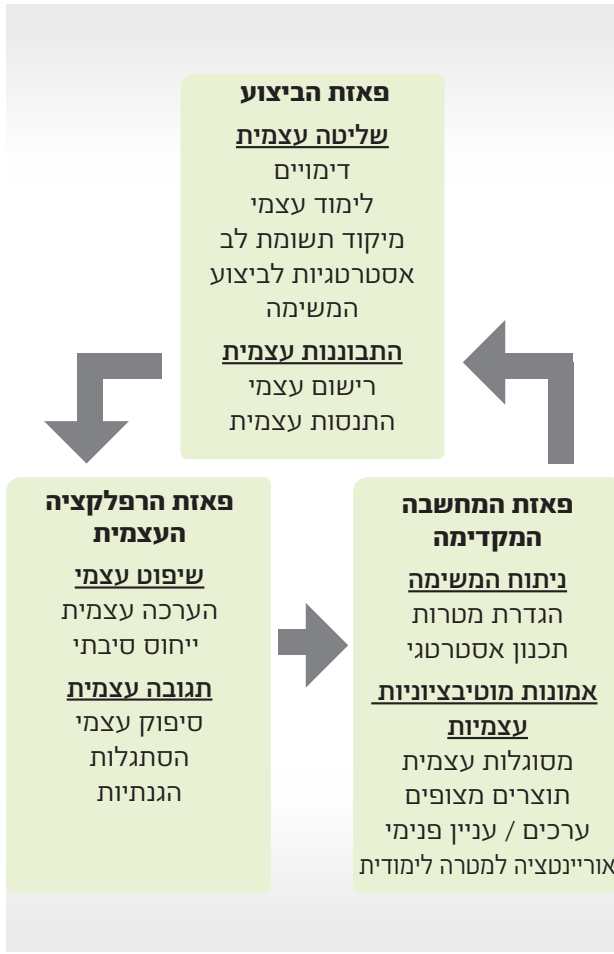 פאזת הביצוע
שליטה עצמית
דימויים
לימוד עצמי
מיקוד תשומת לב
אסטרטגיות לביצוע
המשימה
התבוננות עצמית
רישום עצמי
התנסות עצמית
פאזת המחשבה
המקדימה
ניתוח המשימה
הגדרת מטרות
תכנון אסטרטגי
אמונות מוטיבציוניות
עצמיות
מסוגלות עצמית
תוצרים מצופים
ערכים / עניין פנימי
אוריינטציה למטרה לימודית
פאזת הרפלקציה
העצמית
שיפוט עצמי
הערכה עצמית
ייחוס סיבתי
תגובה עצמית
סיפוק עצמי
הסתגלות
הגנתיות